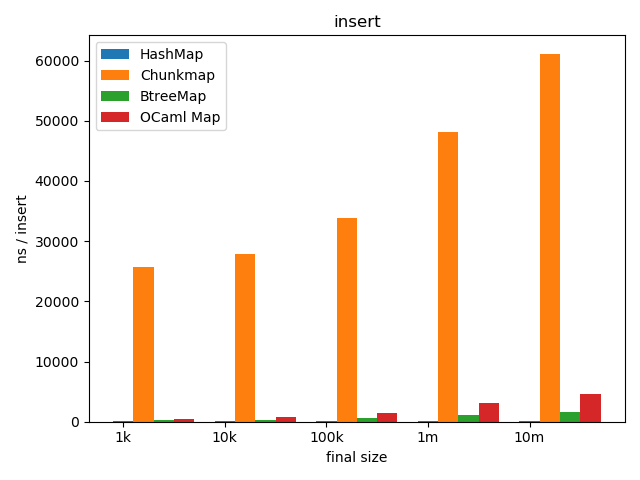 insert
HashMap
Chunkmap
BtreeMap
OCaml Map
60000
50000
40000
30000
20000
10000
0
ns / insert
1k 10k 100k 1m 10m
final size